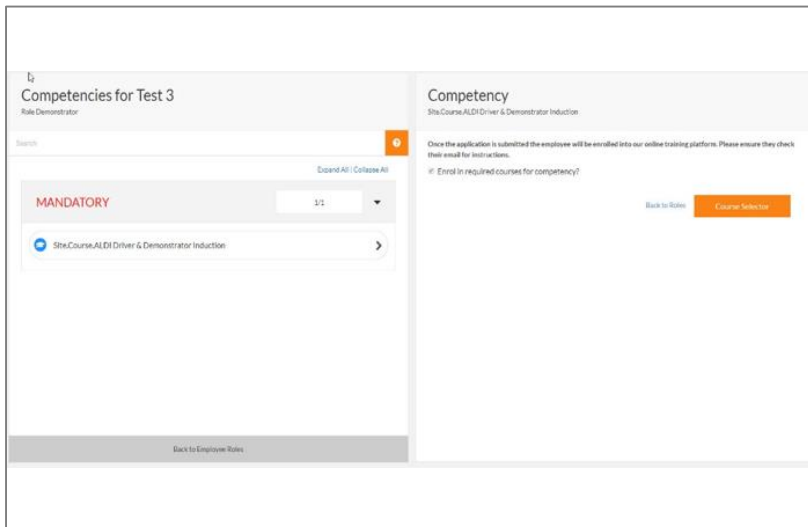 Competencies for Test 3
Role Demonstrator
Search
?
Expand All | Collapse All
MANDATORY
1/1
Site.Course.ALDI Driver & Demonstrator Induction
Back to Employee Roles
Competency
Site.Course.ALDI Driver & Demonstrator Induction
Once the application is submitted the employee will be enrolled into our online training platform. Please ensure they check
their email for instructions.
Enrol in required courses for competency?
Back to Roles
Course Selector